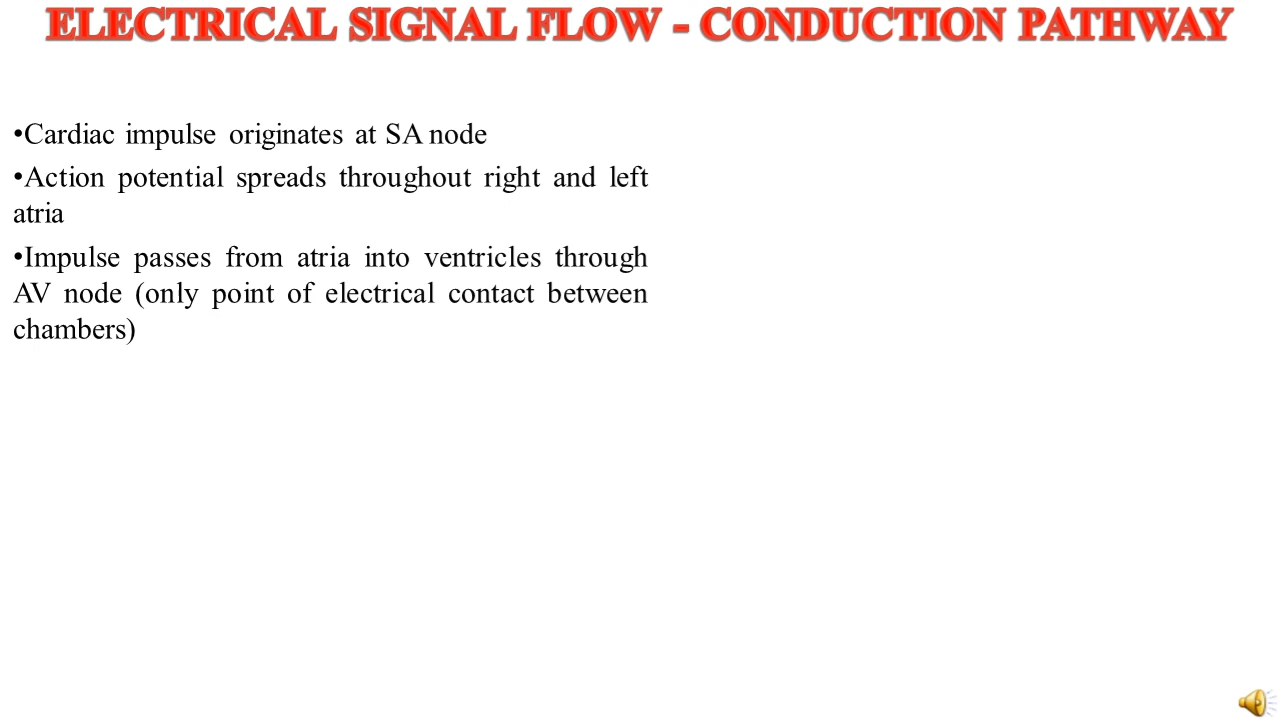 ELECTRICAL SIGNAL FLOW - CONDUCTION PATHWAY
•Cardiac impulse originates at SA node
•Action potential spreads throughout right and left
atria
•Impulse passes from atria into ventricles through
AV node (only point of electrical contact between
chambers)